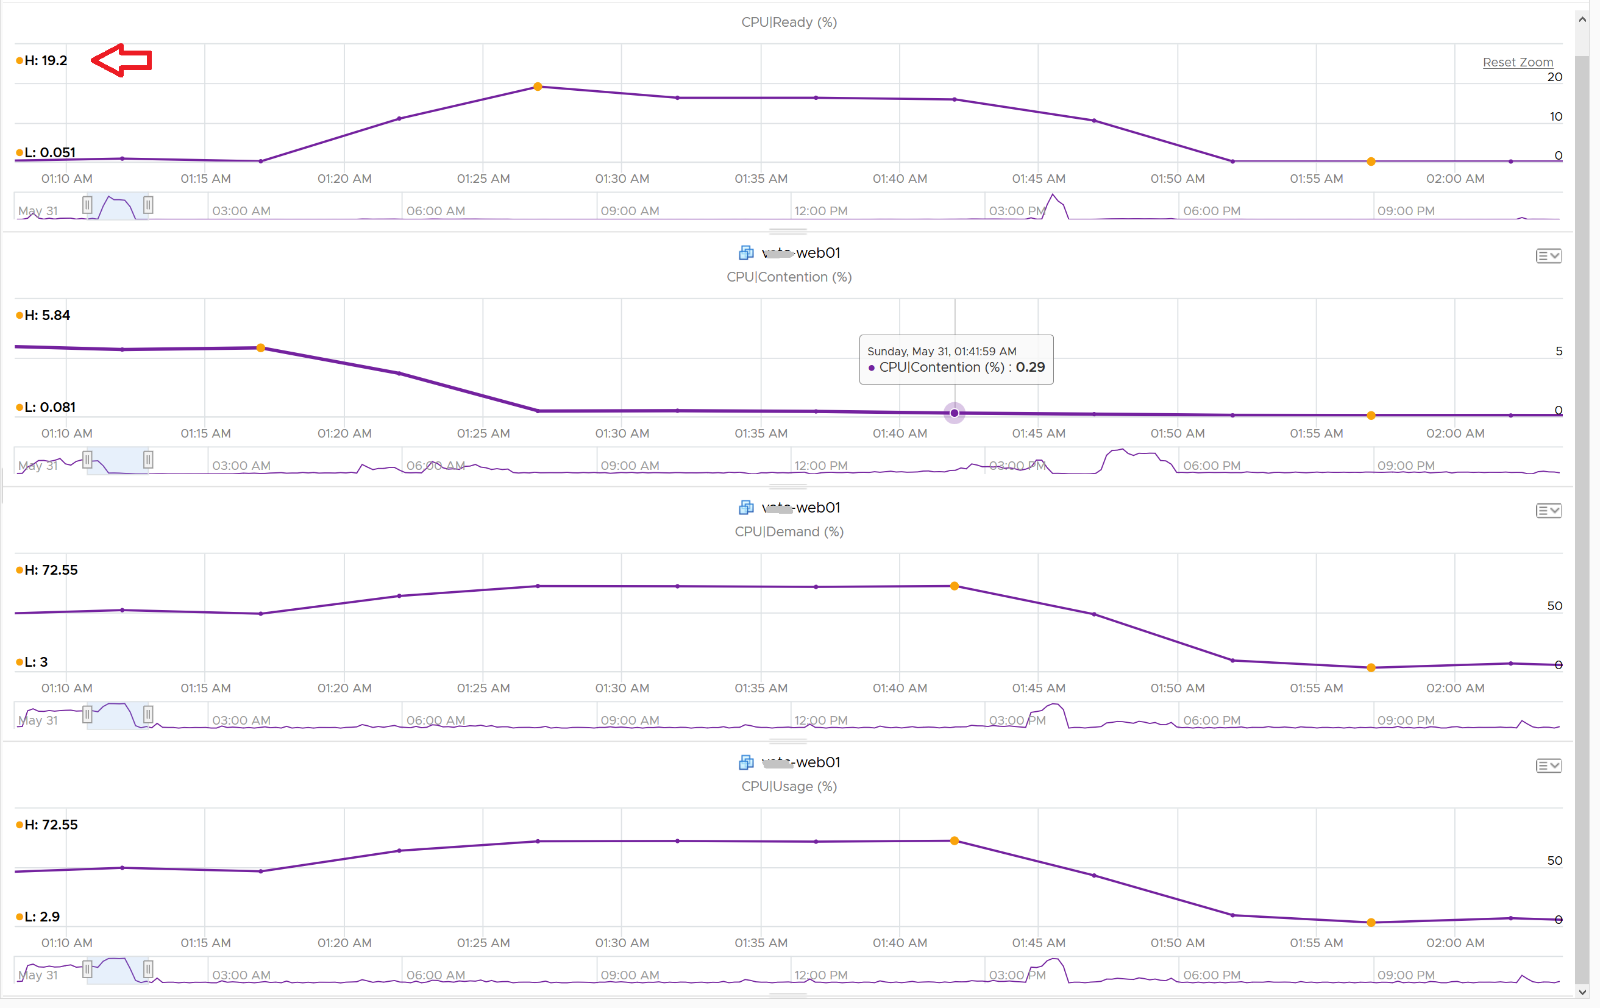 CPU|Ready (%)
H: 19.2
Reset Zoom
20
10
L: 0.051
0
01:10 AM 01:15 AM 01:20 AM 01:25 AM 01:30 AM 01:35 AM 01:40 AM 01:45 AM 01:50 AM 01:55 AM 02:00 AM
May 31 03:00 AM 06:00 AM 09:00 AM 12:00 PM 03:00 PM 06:00 PM 09:00 PM
-web01
CPU|Contention (%)
H: 5.84
Sunday, May 31, 01:41:59 AM
5
CPU|Contention (%) : 0.29
L: 0.081
0
01:10 AM 01:15 AM 01:20 AM 01:25 AM 01:30 AM 01:35 AM 01:40 AM 01:45 AM 01:50 AM 01:55 AM 02:00 AM
May 31 03:00 AM 06:00 AM 09:00 AM 12:00 PM 03:00 PM 06:00 PM 09:00 PM
-web01
CPU|Demand (%)
H: 72.55
50
L: 3
0
01:10 AM 01:15 AM 01:20 AM 01:25 AM 01:30 AM 01:35 AM 01:40 AM 01:45 AM 01:50 AM 01:55 AM 02:00 AM
May 31 03:00 AM 06:00 AM 09:00 AM 12:00 PM 03:00 PM 06:00 PM 09:00 PM
-web01
CPU|Usage (%)
H: 72.55
50
L: 2.9
0
01:10 AM 01:15 AM 01:20 AM 01:25 AM 01:30 AM 01:35 AM 01:40 AM 01:45 AM 01:50 AM 01:55 AM 02:00 AM
May 31 03:00 AM 06:00 AM 09:00 AM 12:00 PM 03:00 PM 06:00 PM 09:00 PM